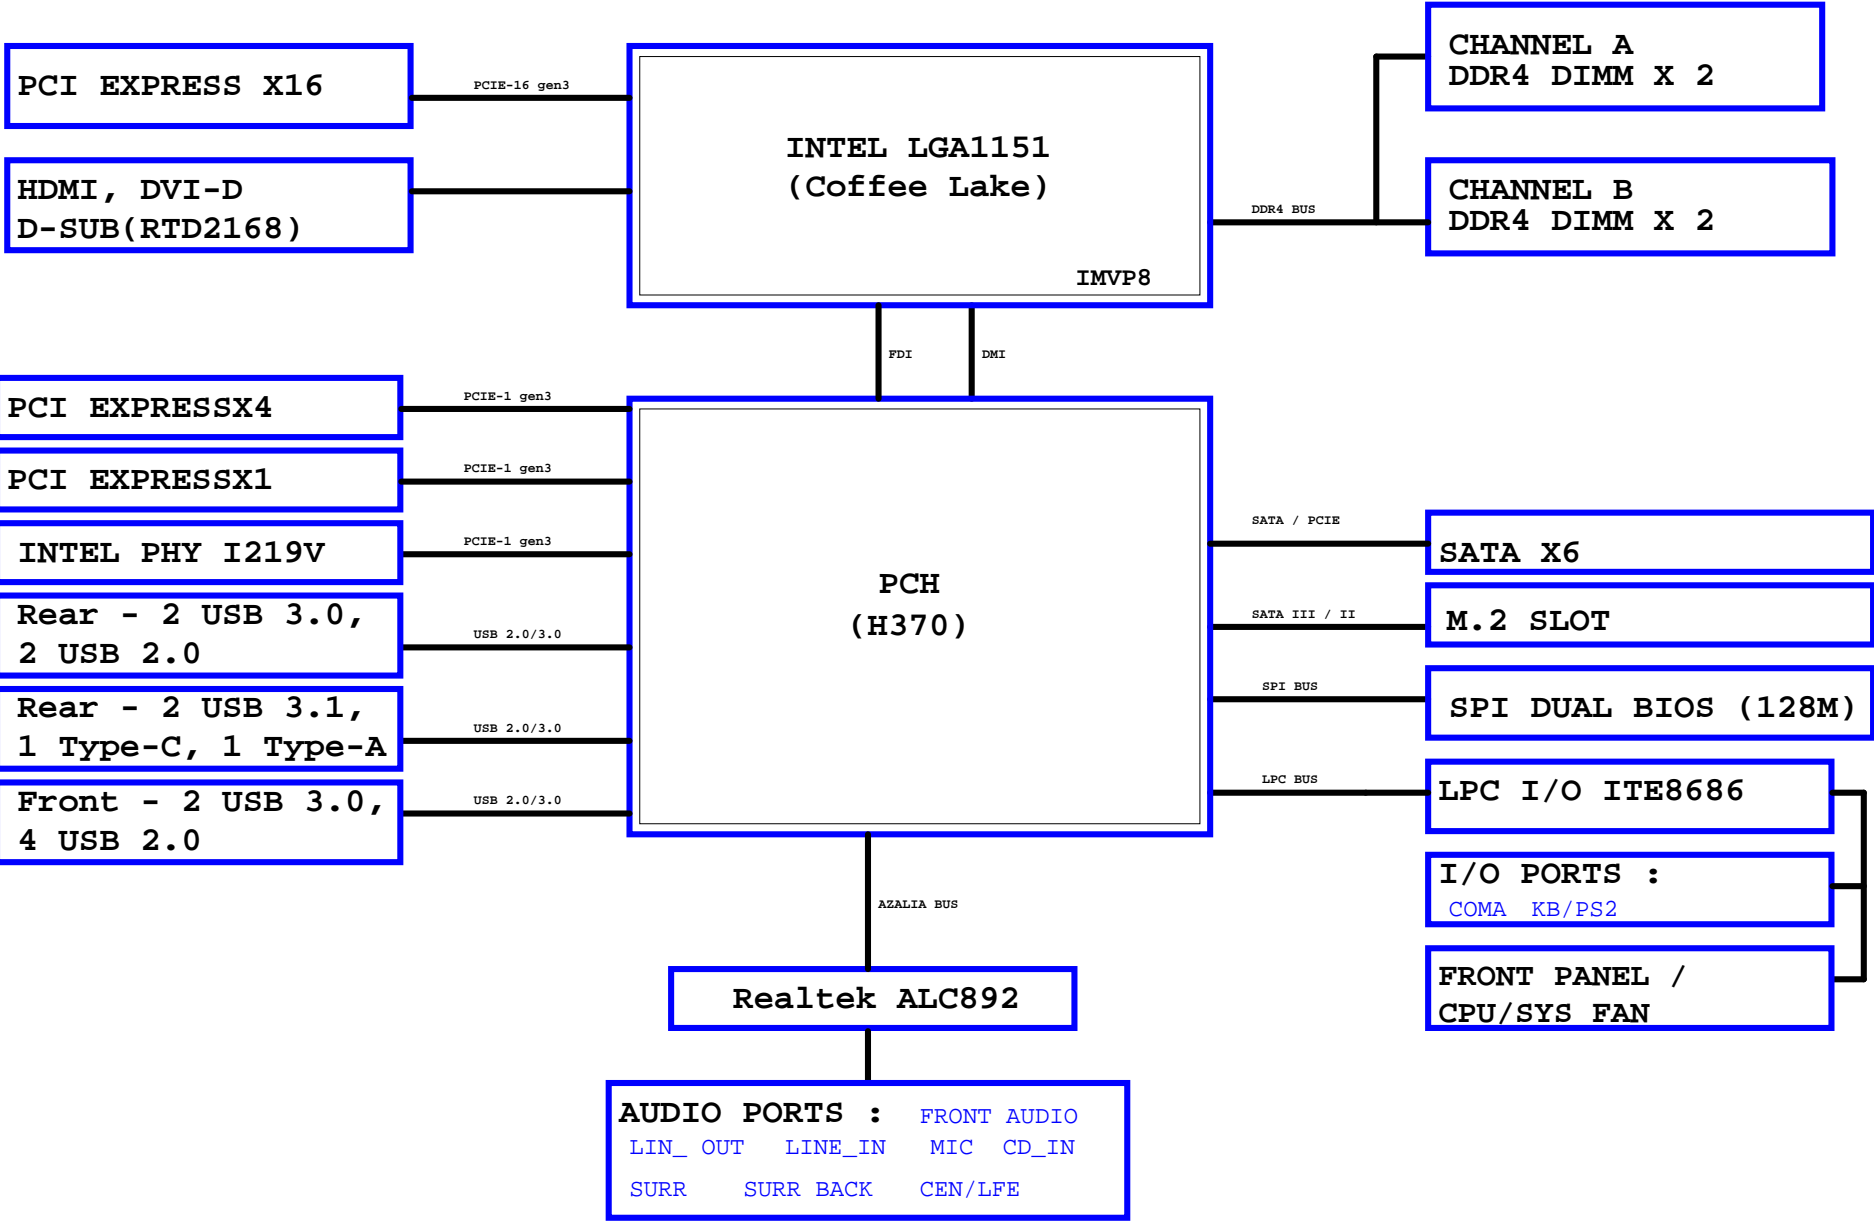 PCI EXPRESS X16
PCIE-16 gen3
HDMI, DVI-D
D-SUB(RTD2168)
INTEL LGA1151
(Coffee Lake)
IMVP8
DDR4 BUS
CHANNEL A
DDR4 DIMM X 2
CHANNEL B
DDR4 DIMM X 2
FDI
DMI
PCI EXPRESSX4
PCIE-1 gen3
PCI EXPRESSX1
PCIE-1 gen3
INTEL PHY I219V
PCIE-1 gen3
Rear - 2 USB 3.0,
2 USB 2.0
USB 2.0/3.0
Rear - 2 USB 3.1,
1 Type-C, 1 Type-A
USB 2.0/3.0
Front - 2 USB 3.0,
4 USB 2.0
USB 2.0/3.0
PCH
(H370)
SATA / PCIE
SATA X6
SATA III / II
M.2 SLOT
SPI BUS
SPI DUAL BIOS (128M)
LPC BUS
LPC I/O ITE8686
I/O PORTS :
COMA KB/PS2
FRONT PANEL /
CPU/SYS FAN
AZALIA BUS
Realtek ALC892
AUDIO PORTS : FRONT AUDIO
LIN_ OUT LINE_IN MIC CD_IN
SURR SURR BACK CEN/LFE